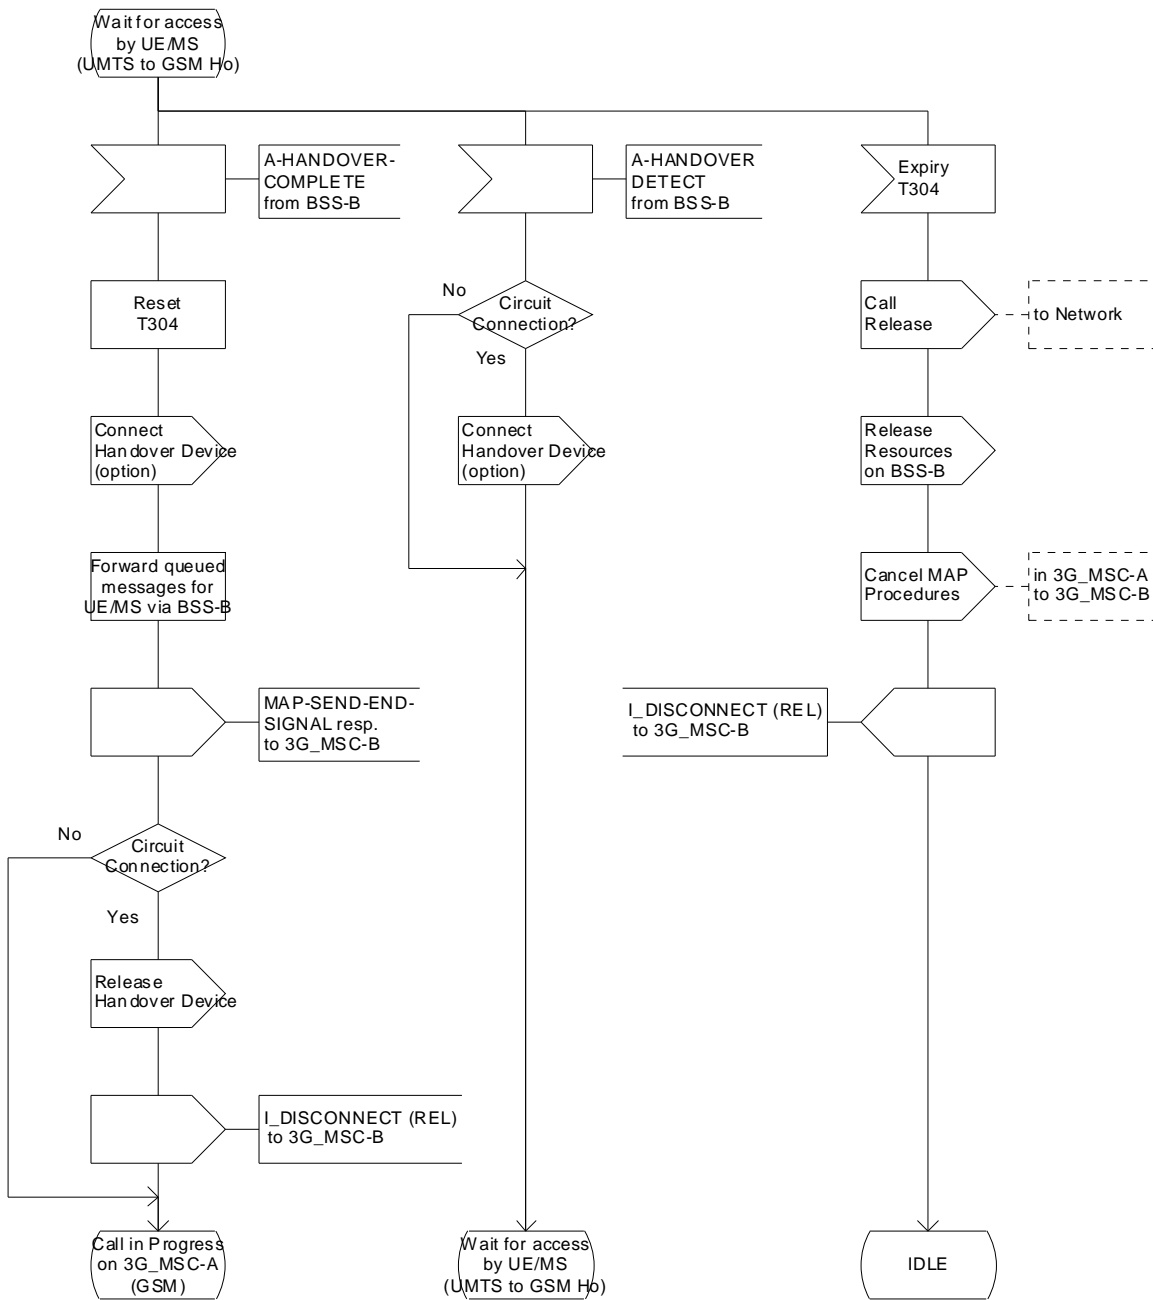 Wait for access
by UE/MS
(UMTS to GSM Ho)
A-HANDOVER-
COMPLETE
from BSS-B
A-HANDOVER
DETECT
from BSS-B
Expiry
T304
Reset
T304
No
Circuit
Connection?
Yes
Call
Release
to Network
Connect
Handover Device
(option)
Connect
Handover Device
(option)
Release
Resources
on BSS-B
Forward queued
messages for
UE/MS via BSS-B
Cancel MAP
Procedures
in 3G_MSC-A
to 3G_MSC-B
MAP-SEND-END-
SIGNAL resp.
to 3G_MSC-B
I_DISCONNECT (REL)
to 3G_MSC-B
No
Circuit
Connection?
Yes
Release
Handover Device
I_DISCONNECT (REL)
to 3G_MSC-B
Call in Progress
on 3G_MSC-A
(GSM)
Wait for access
by UE/MS
(UMTS to GSM Ho)
IDLE